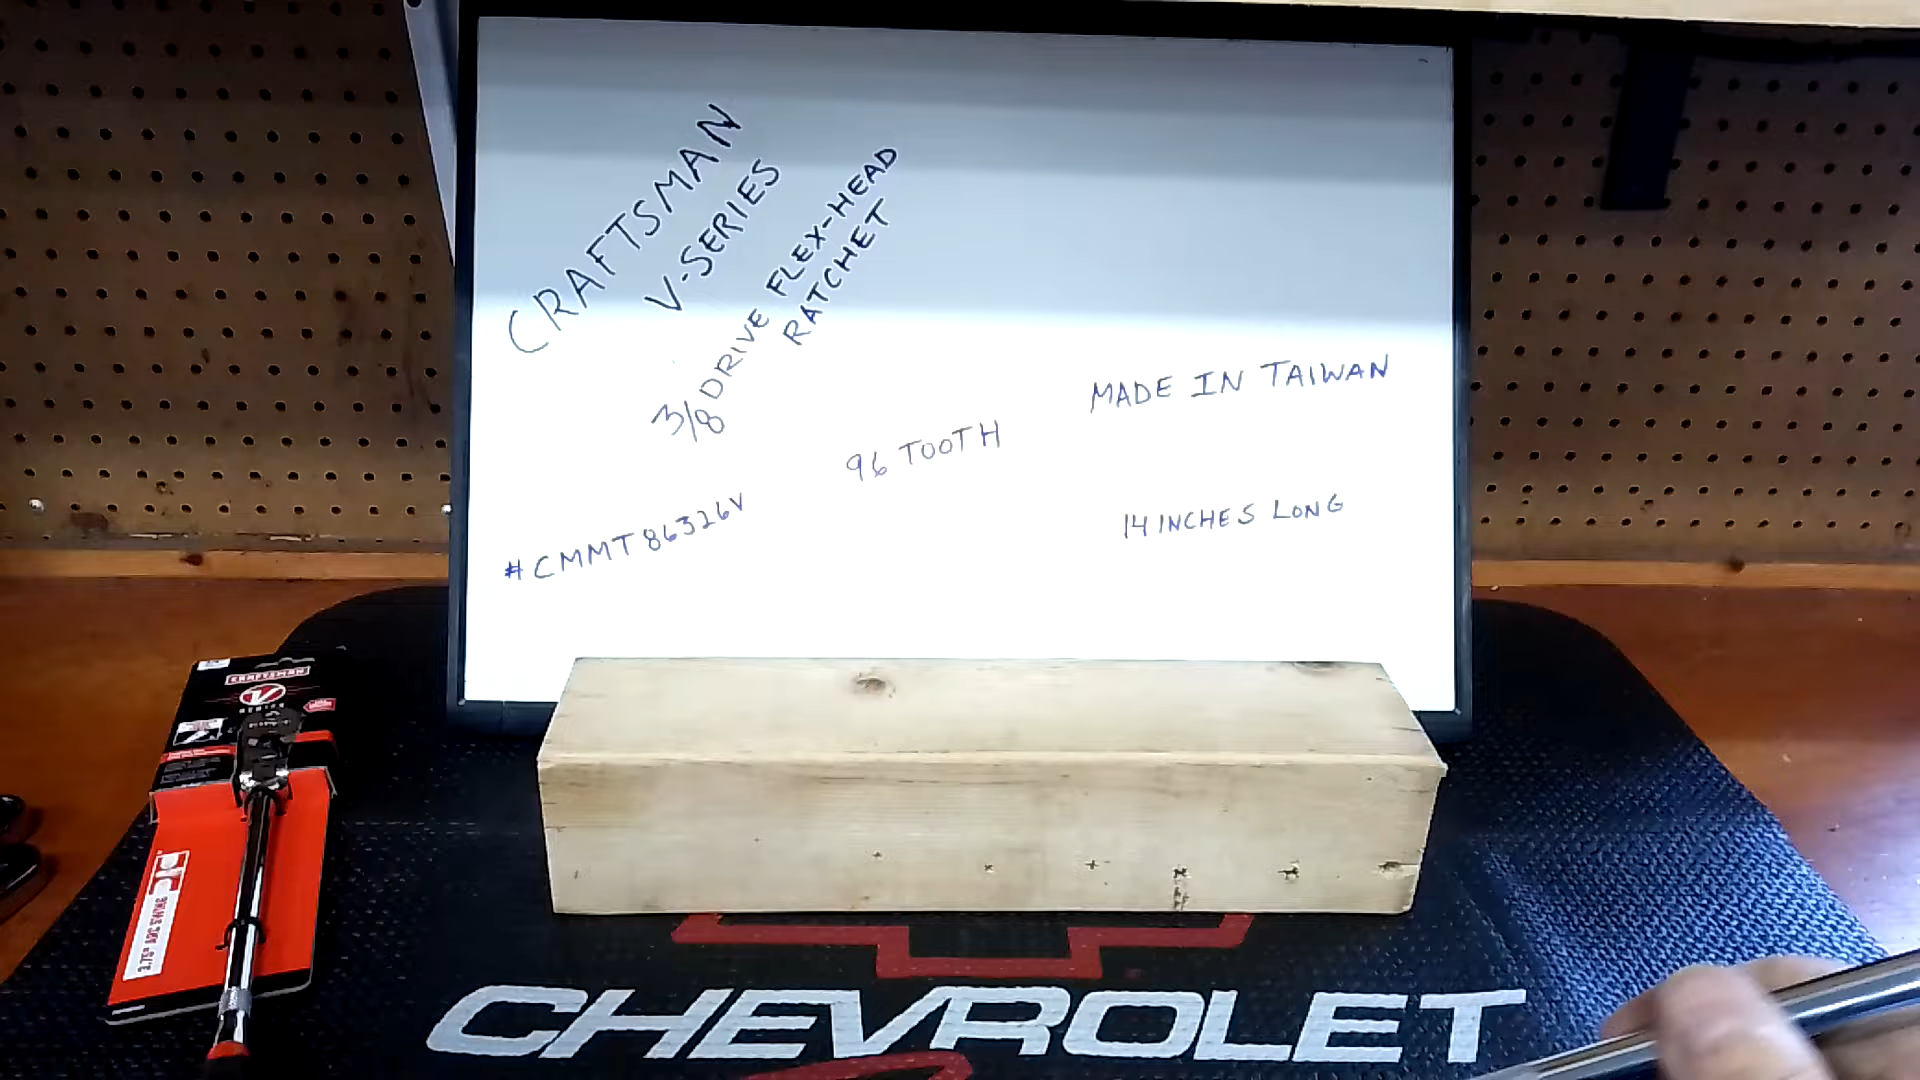 CRAFTSMAN
V-SERIES
3/8 DRIVE FLEX-HEAD
RATCHET
MADE IN TAIWAN
96 TOOTH
14 INCHES LONG
#CMMT86326V
CRAFTSMAN
V
SERIES
CHEVROLET